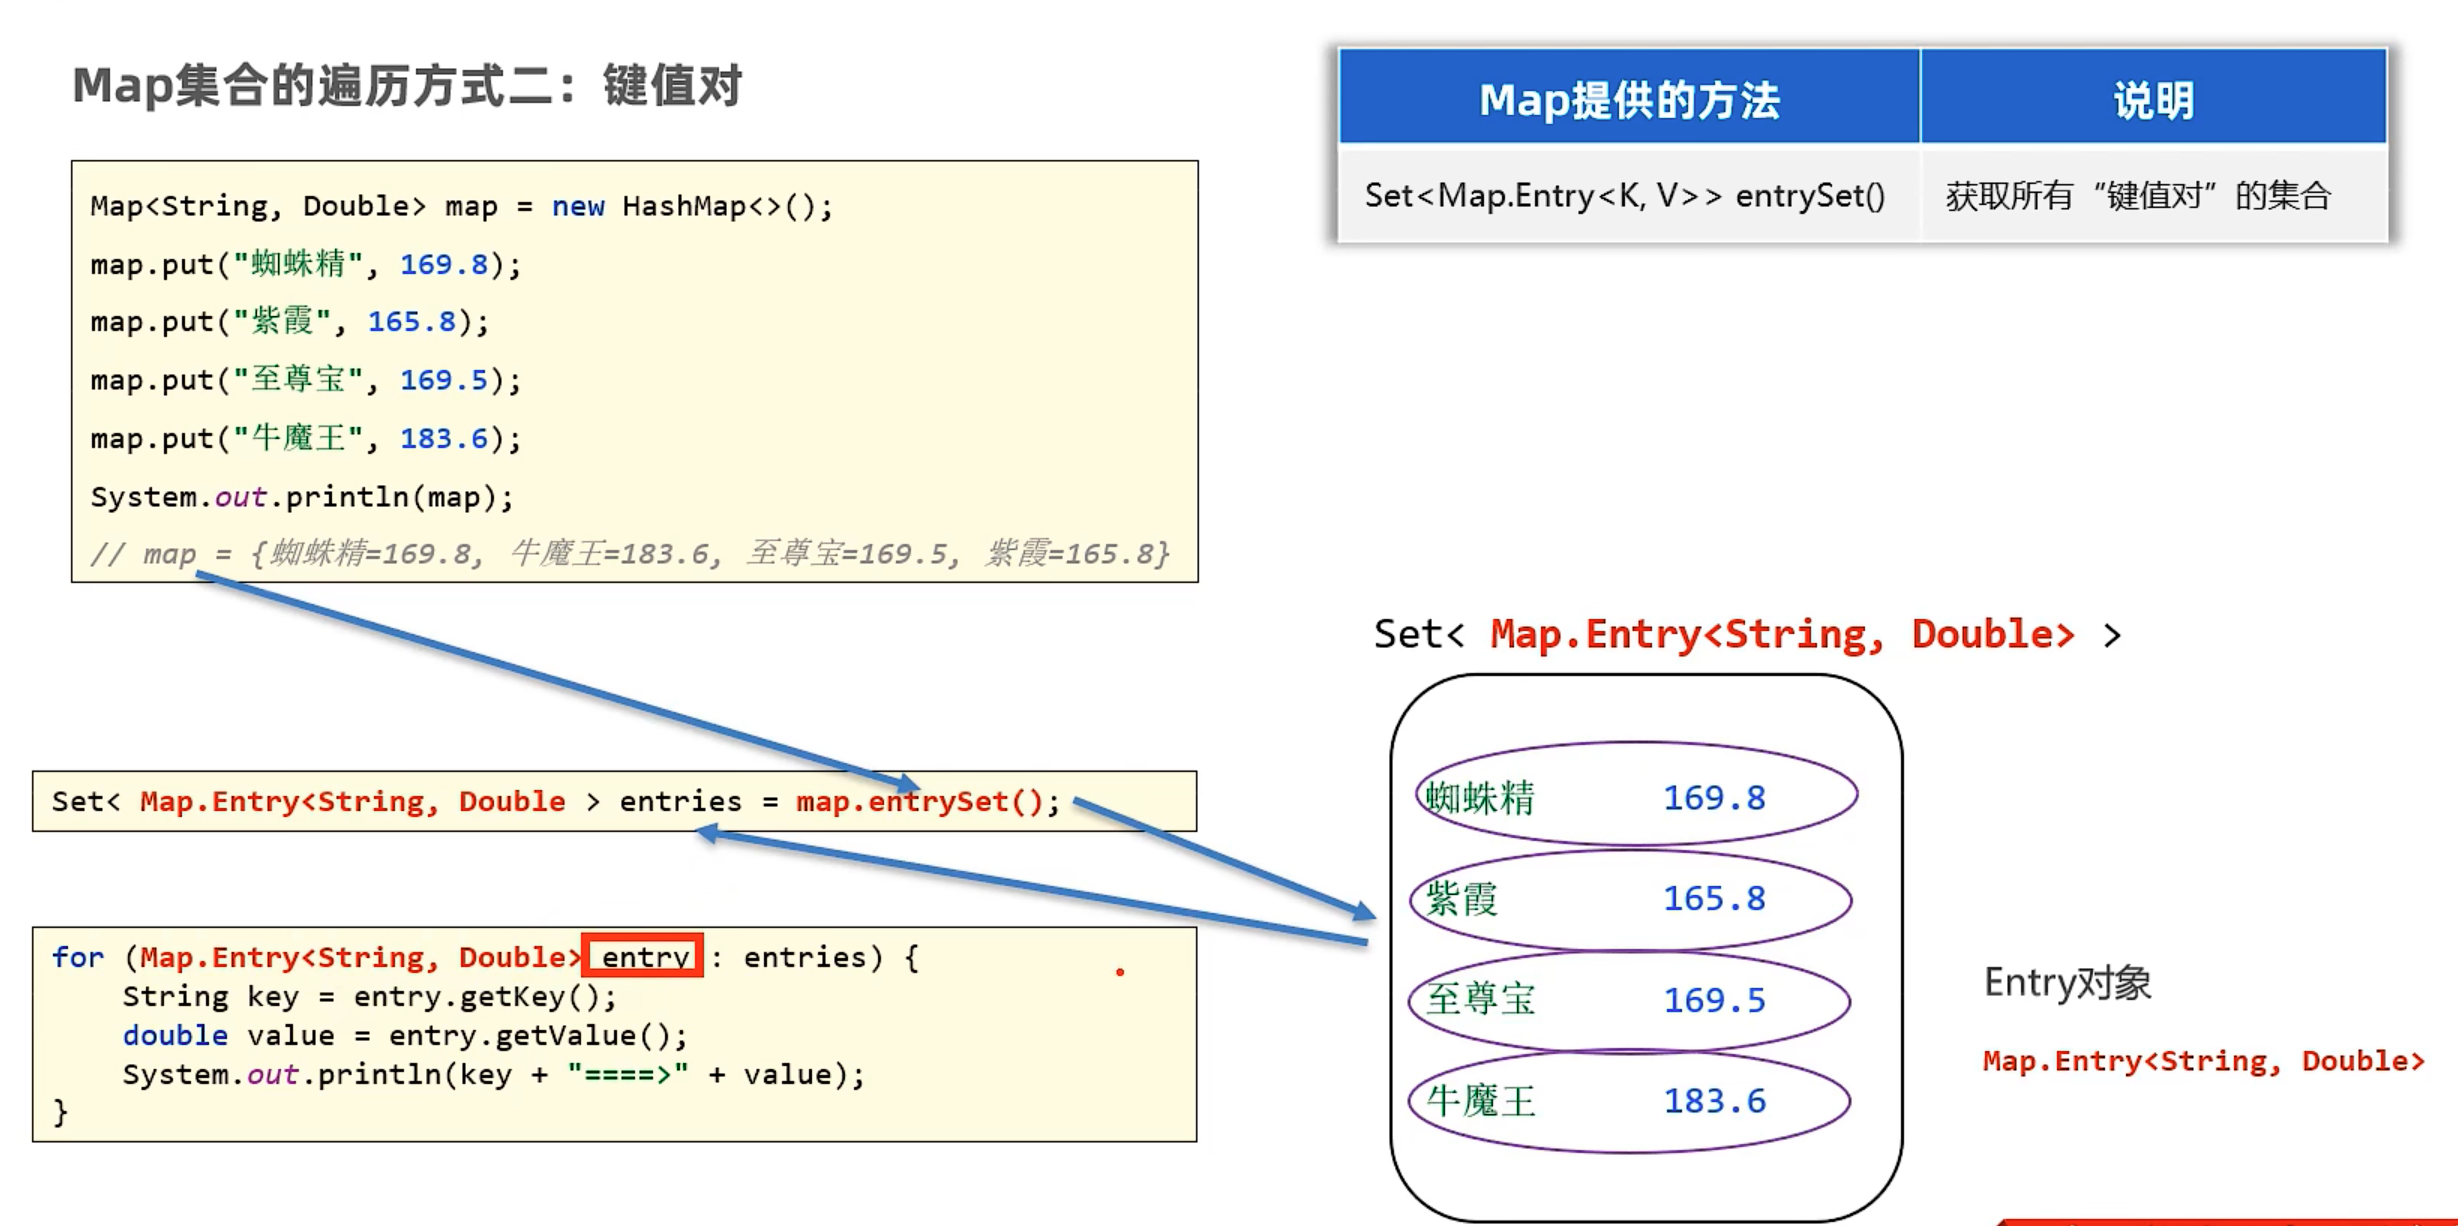 Map集合的遍历方式二：键值对
Map<String, Double> map = new HashMap<>();
map.put("蜘蛛精", 169.8);
map.put("紫霞", 165.8);
map.put("至尊宝", 169.5);
map.put("牛魔王", 183.6);
System.out.println(map);
// map = {蜘蛛精=169.8, 牛魔王=183.6, 至尊宝=169.5, 紫霞=165.8}
Map提供的方法 说明
Set<Map.Entry<K, V>> entrySet() 获取所有“键值对”的集合
Set< Map.Entry<String, Double > entries = map.entrySet();
for (Map.Entry<String, Double> entry : entries) {
    String key = entry.getKey();
    double value = entry.getValue();
    System.out.println(key + "====>" + value);
}
Set< Map.Entry<String, Double> >
蜘蛛精 169.8
紫霞 165.8
至尊宝 169.5
牛魔王 183.6
Entry对象
Map.Entry<String, Double>